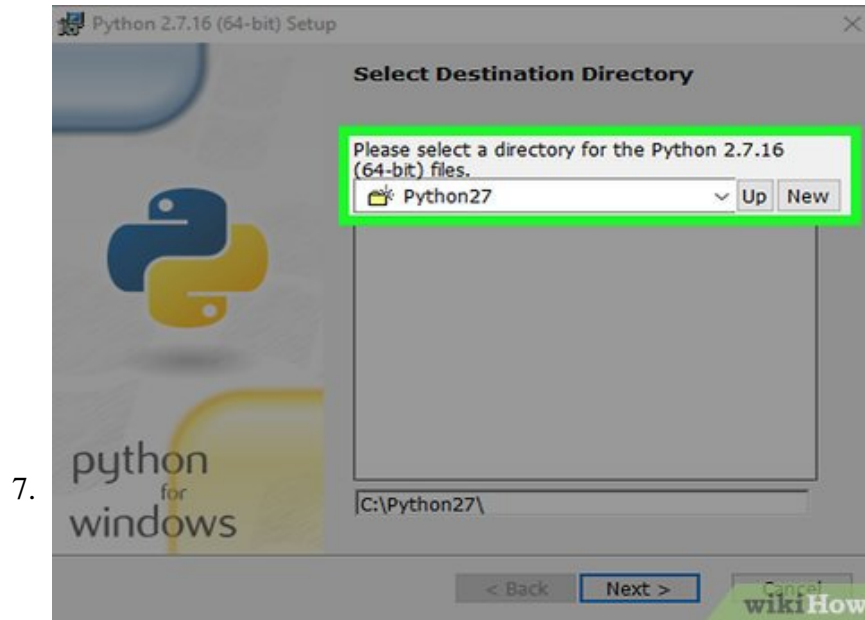 Python 2.7.16 (64-bit) Setup
Select Destination Directory
Please select a directory for the Python 2.7.16
(64-bit) files.
Python27
Up New
7.
python
for
windows
C:\Python27\
< Back Next > Cancel
wikiHow